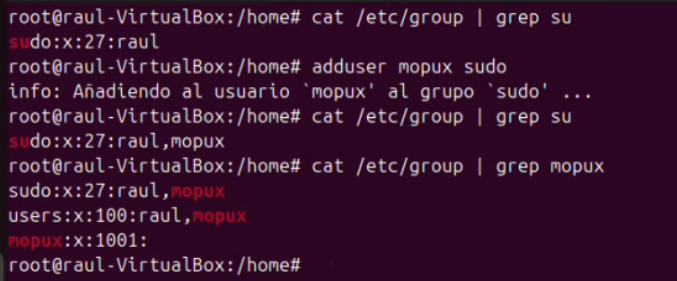 root@raul-VirtualBox:/home# cat /etc/group | grep su
sudo:x:27:raul
root@raul-VirtualBox:/home# adduser mopux sudo
info: Añadiendo al usuario `mopux' al grupo `sudo' ...
root@raul-VirtualBox:/home# cat /etc/group | grep su
sudo:x:27:raul,mopux
root@raul-VirtualBox:/home# cat /etc/group | grep mopux
sudo:x:27:raul,mopux
users:x:100:raul,mopux
mopux:x:1001:
root@raul-VirtualBox:/home#